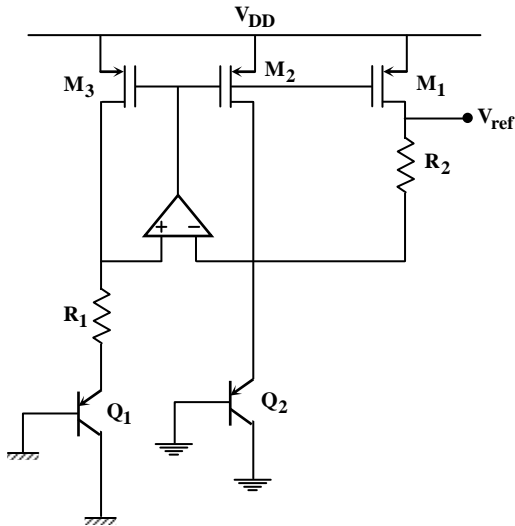 V_DD
M_3
M_2
M_1
V_ref
R_2
+ −
R_1
Q_1
Q_2